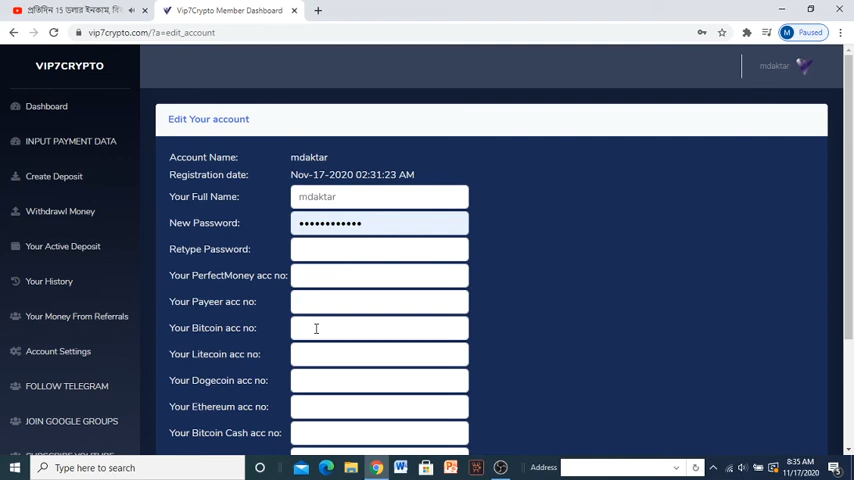 প্রতিদিন 15 ডলার ইনকাম, বি
Vip7Crypto Member Dashboard
vip7crypto.com/?a=edit_account
M Paused
VIP7CRYPTO
mdaktar
Dashboard
INPUT PAYMENT DATA
Create Deposit
Withdrawl Money
Your Active Deposit
Your History
Your Money From Referrals
Account Settings
FOLLOW TELEGRAM
JOIN GOOGLE GROUPS
Edit Your account
Account Name: mdaktar
Registration date: Nov-17-2020 02:31:23 AM
Your Full Name: mdaktar
New Password: ••••••••••••
Retype Password:
Your PerfectMoney acc no:
Your Payeer acc no:
Your Bitcoin acc no:
Your Litecoin acc no:
Your Dogecoin acc no:
Your Ethereum acc no:
Your Bitcoin Cash acc no:
Type here to search
Address
8:35 AM
11/17/2020